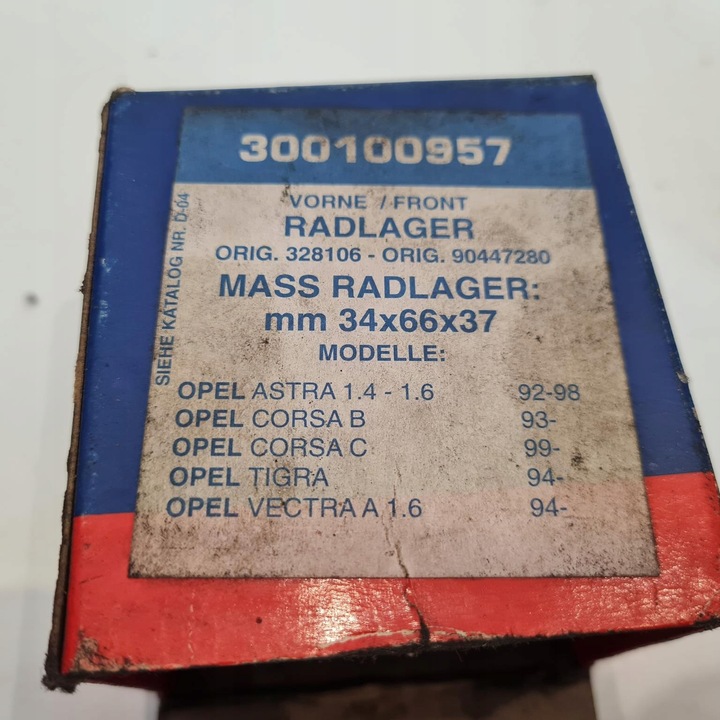 300100957
VORNE / FRONT
RADLAGER
ORIG. 328106 - ORIG. 90447280
MASS RADLAGER:
mm 34x66x37
MODELLE:
OPEL ASTRA 1.4 - 1.6 92-98
OPEL CORSA B 93-
OPEL CORSA C 99-
OPEL TIGRA 94-
OPEL VECTRA A 1.6 94-
SIEHE KATALOG NR. D-04